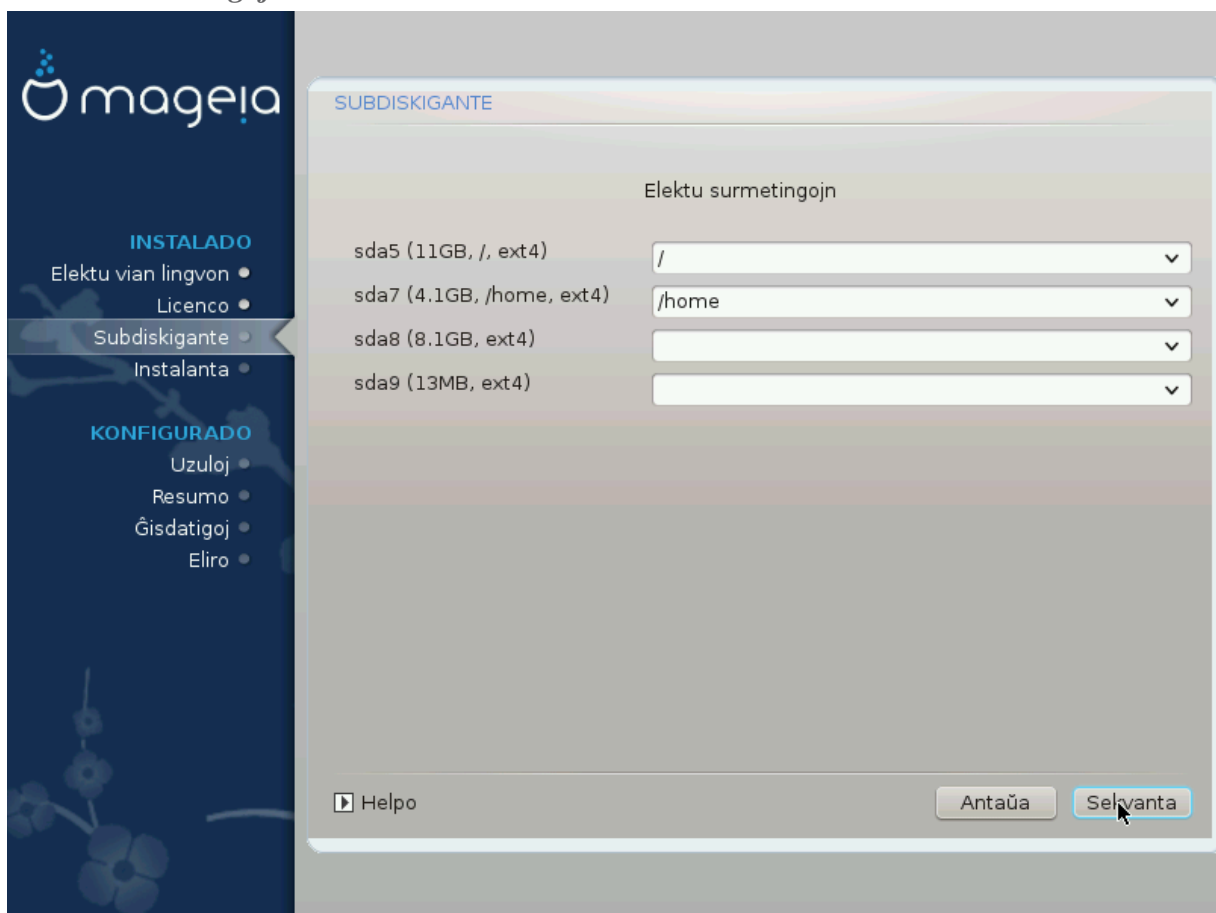 mageia
INSTALADO
Elektu vian lingvon
Licenco
Subdiskigante
Instalanta
KONFIGURADO
Uzuloj
Resumo
Ĝisdatigoj
Eliro
SUBDISKIGANTE
Elektu surmetingojn
sda5 (11GB, /, ext4)
/
sda7 (4.1GB, /home, ext4)
/home
sda8 (8.1GB, ext4)
sda9 (13MB, ext4)
Helpo
Antaŭa
Sekvanta